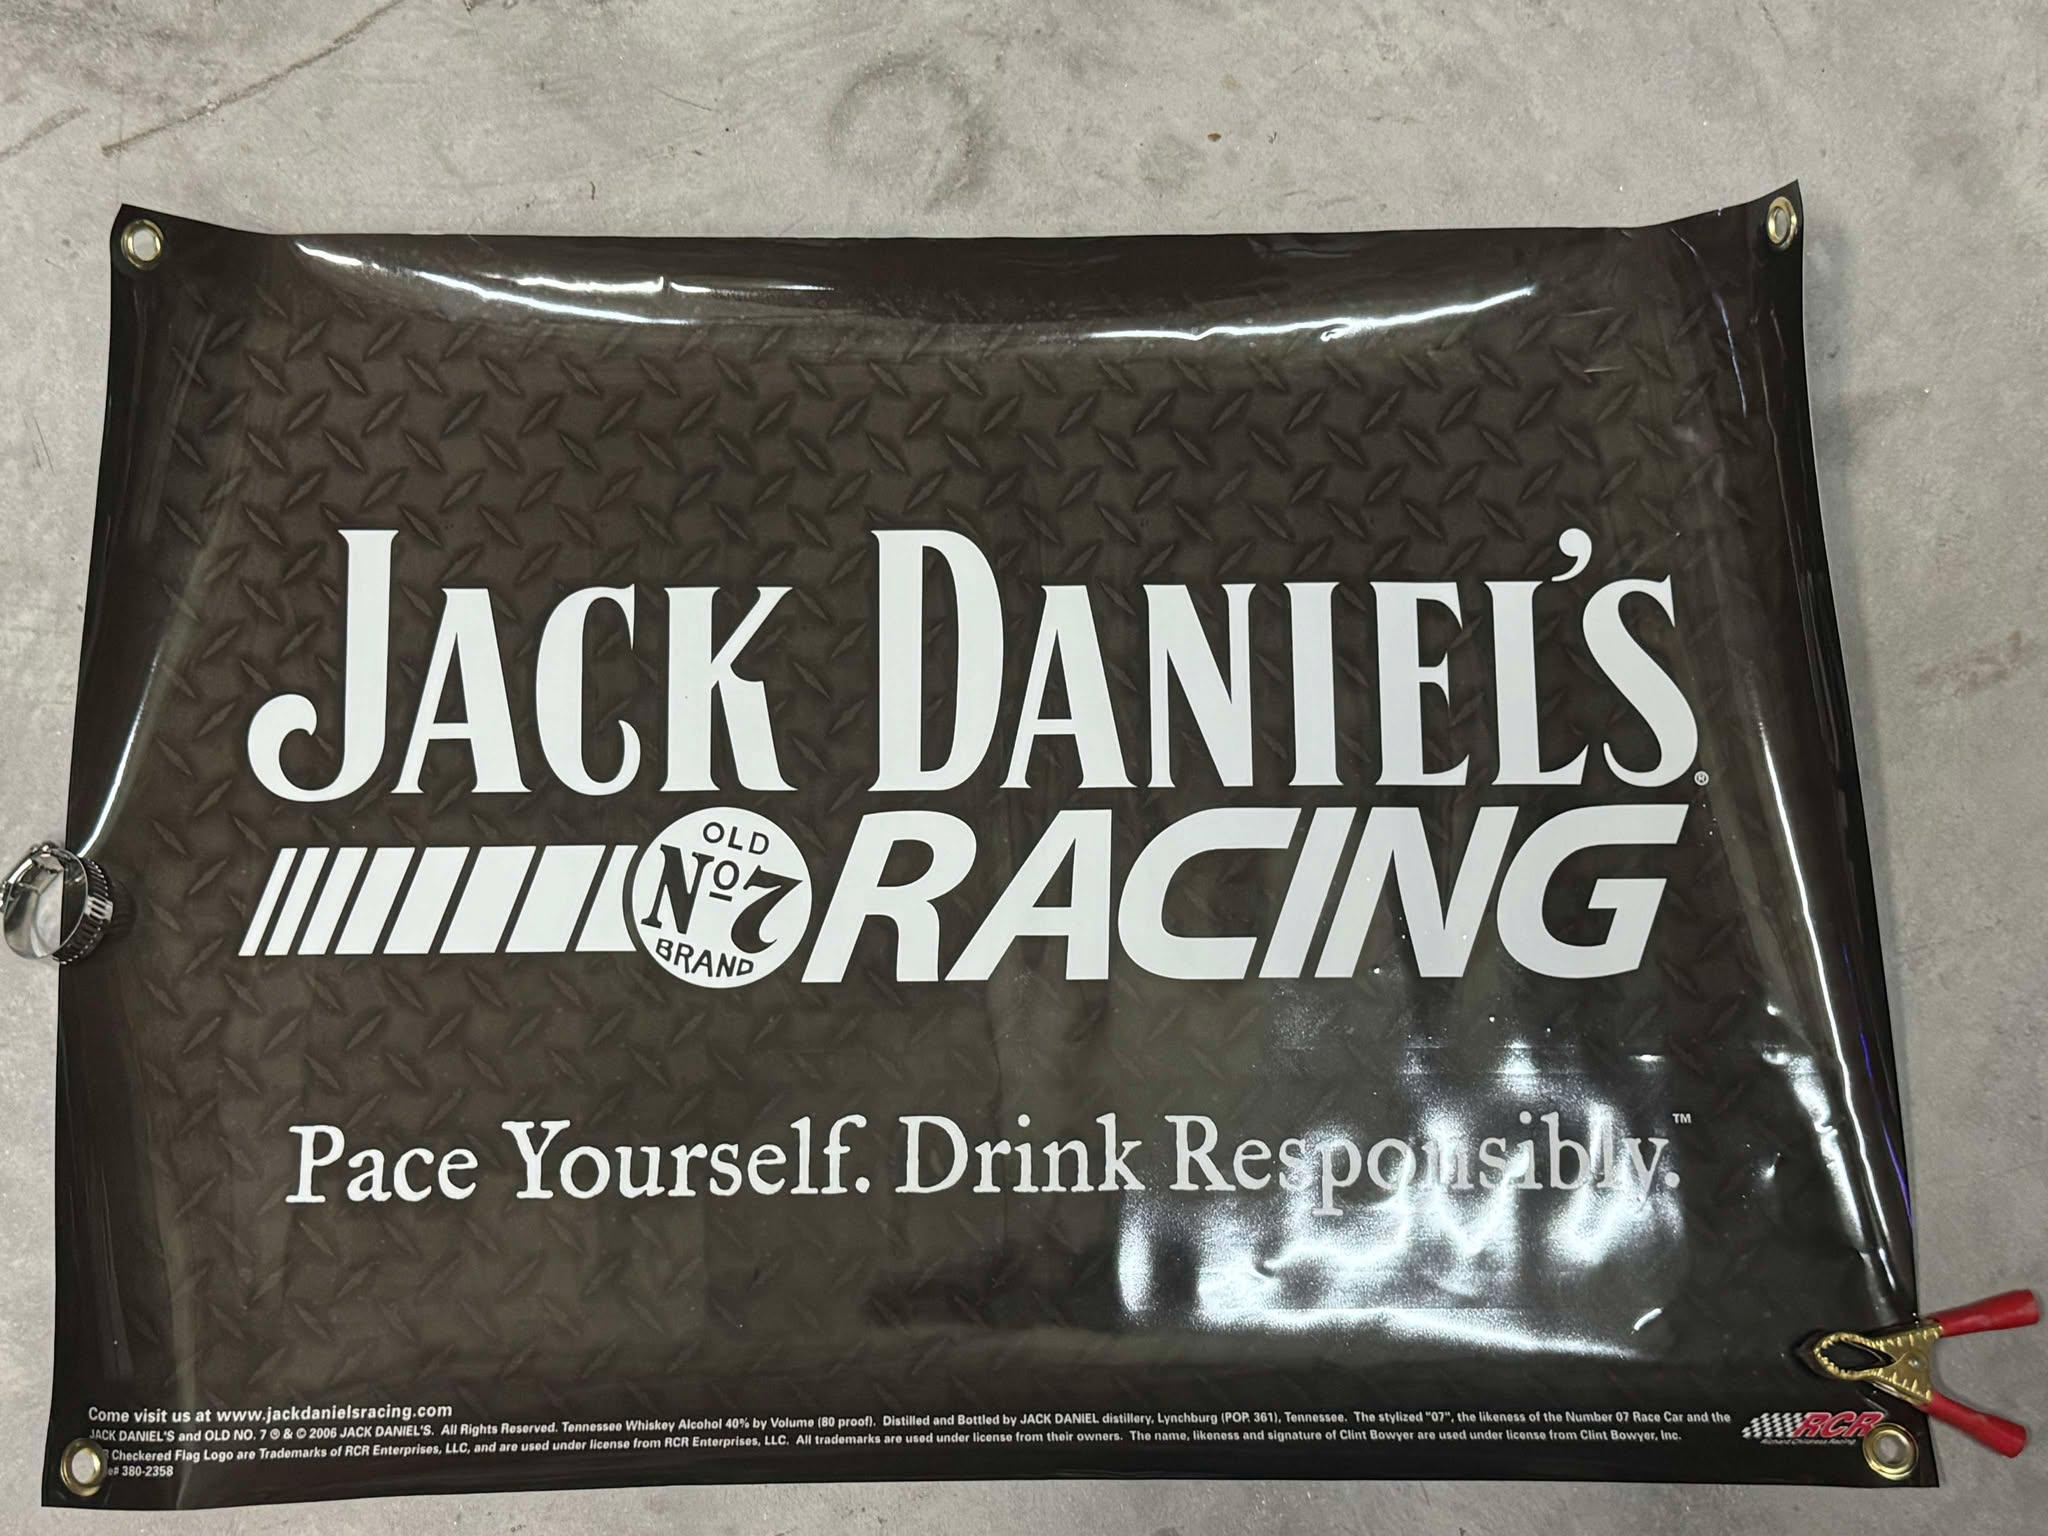 JACK DANIEL'S®
OLD
No 7
BRAND
RACING
Pace Yourself. Drink Responsibly.™
Come visit us at www.jackdanielsracing.com
JACK DANIEL'S and OLD NO. 7 ® & © 2006 JACK DANIEL'S. All Rights Reserved. Tennessee Whiskey Alcohol 40% by Volume (80 proof). Distilled and Bottled by JACK DANIEL distillery, Lynchburg (POP. 361), Tennessee. The stylized "07", the likeness of the Number 07 Race Car and the
Checkered Flag Logo are Trademarks of RCR Enterprises, LLC, and are used under license from RCR Enterprises, LLC. All trademarks are used under license from their owners. The name, likeness and signature of Clint Bowyer are used under license from Clint Bowyer, Inc.
380-2358
RCR
Richard Childress Racing